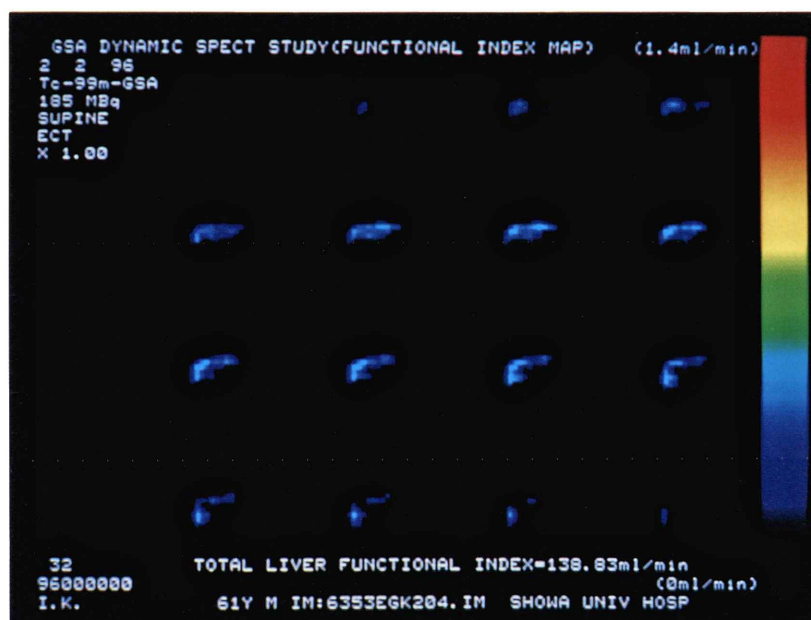 GSA DYNAMIC SPECT STUDY(FUNCTIONAL INDEX MAP) (1.4ml/min)
2 2 96
Tc-99m-GSA
185 MBq
SUPINE
ECT
X 1.00
32 TOTAL LIVER FUNCTIONAL INDEX=138.83ml/min
96000000 (0ml/min)
I.K. 61Y M IM:6353EGK204.IM SHOWA UNIV HOSP